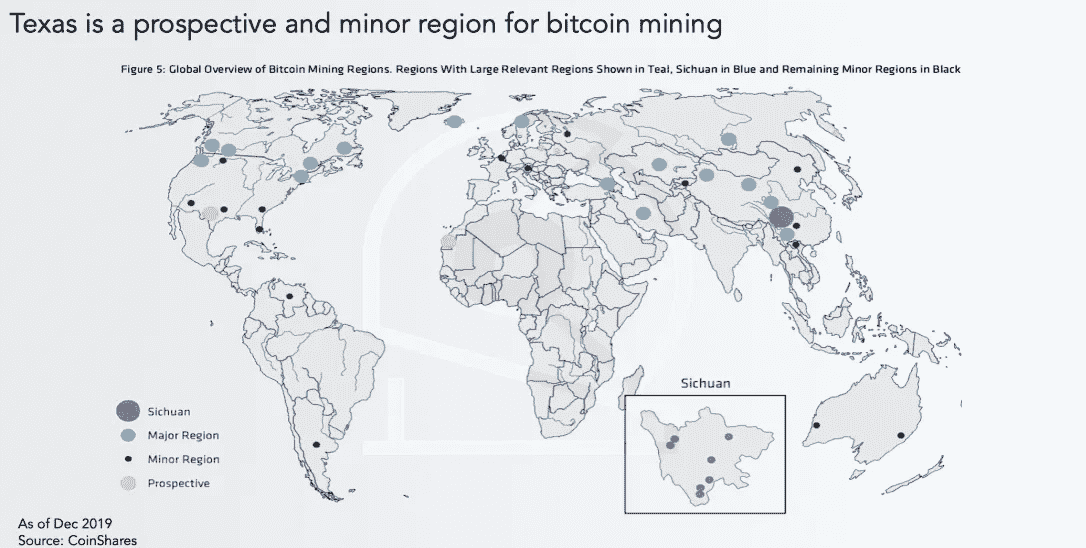 Texas is a prospective and minor region for bitcoin mining
Figure 5: Global Overview of Bitcoin Mining Regions. Regions With Large Relevant Regions Shown in Teal, Sichuan in Blue and Remaining Minor Regions in Black
Sichuan
Sichuan
Major Region
Minor Region
Prospective
As of Dec 2019
Source: CoinShares